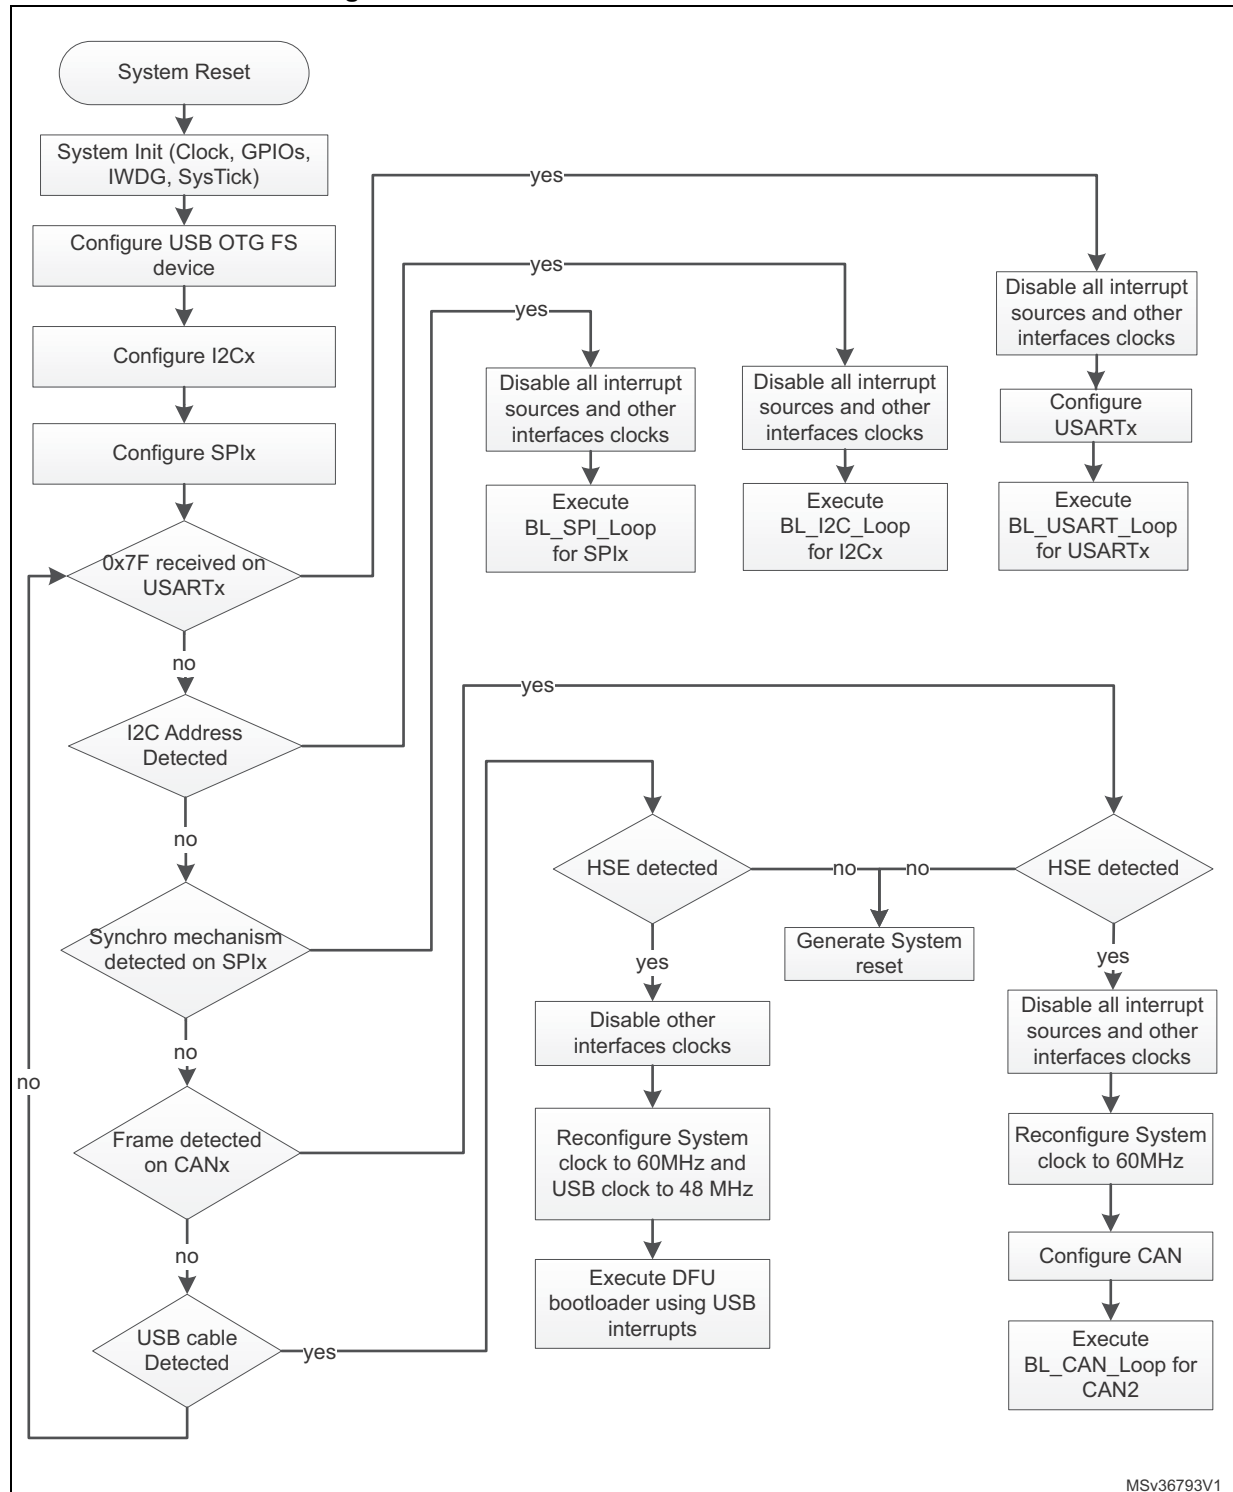 System Reset
System Init (Clock, GPIOs,
IWDG, SysTick)
Configure USB OTG FS
device
Configure I2Cx
Configure SPIx
0x7F received on
USARTx
yes
no
I2C Address
Detected
yes
no
Synchro mechanism
detected on SPIx
yes
no
Frame detected
on CANx
yes
no
USB cable
Detected
yes
no
Disable all interrupt
sources and other
interfaces clocks
Execute
BL_SPI_Loop
for SPIx
Disable all interrupt
sources and other
interfaces clocks
Execute
BL_I2C_Loop
for I2Cx
Disable all interrupt
sources and other
interfaces clocks
Configure
USARTx
Execute
BL_USART_Loop
for USARTx
HSE detected
no
no
HSE detected
Generate System
reset
yes
Disable other
interfaces clocks
Reconfigure System
clock to 60MHz and
USB clock to 48 MHz
Execute DFU
bootloader using USB
interrupts
yes
Disable all interrupt
sources and other
interfaces clocks
Reconfigure System
clock to 60MHz
Configure CAN
Execute
BL_CAN_Loop for
CAN2
MSv36793V1